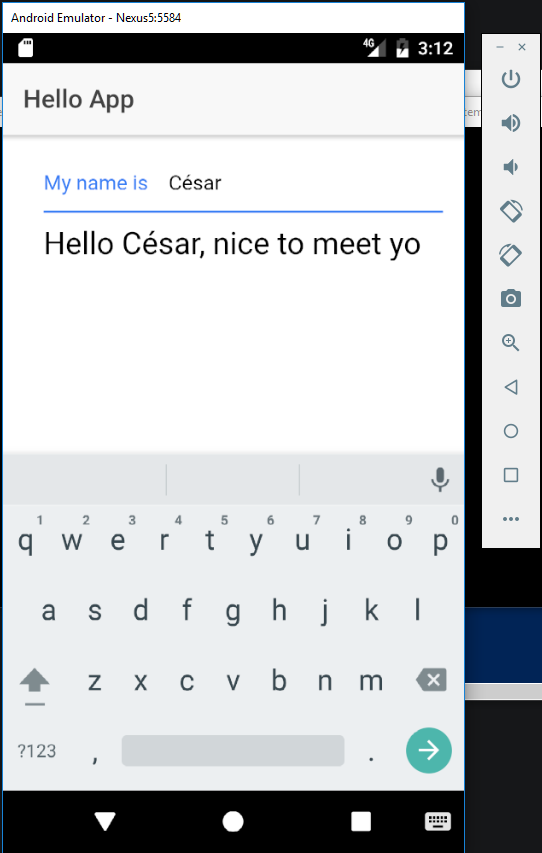 Android Emulator - Nexus5:5584
4G 3:12
Hello App
My name is César
Hello César, nice to meet yo
1 2 3 4 5 6 7 8 9 0
q w e r t y u i o p
a s d f g h j k l
z x c v b n m
?123 , .